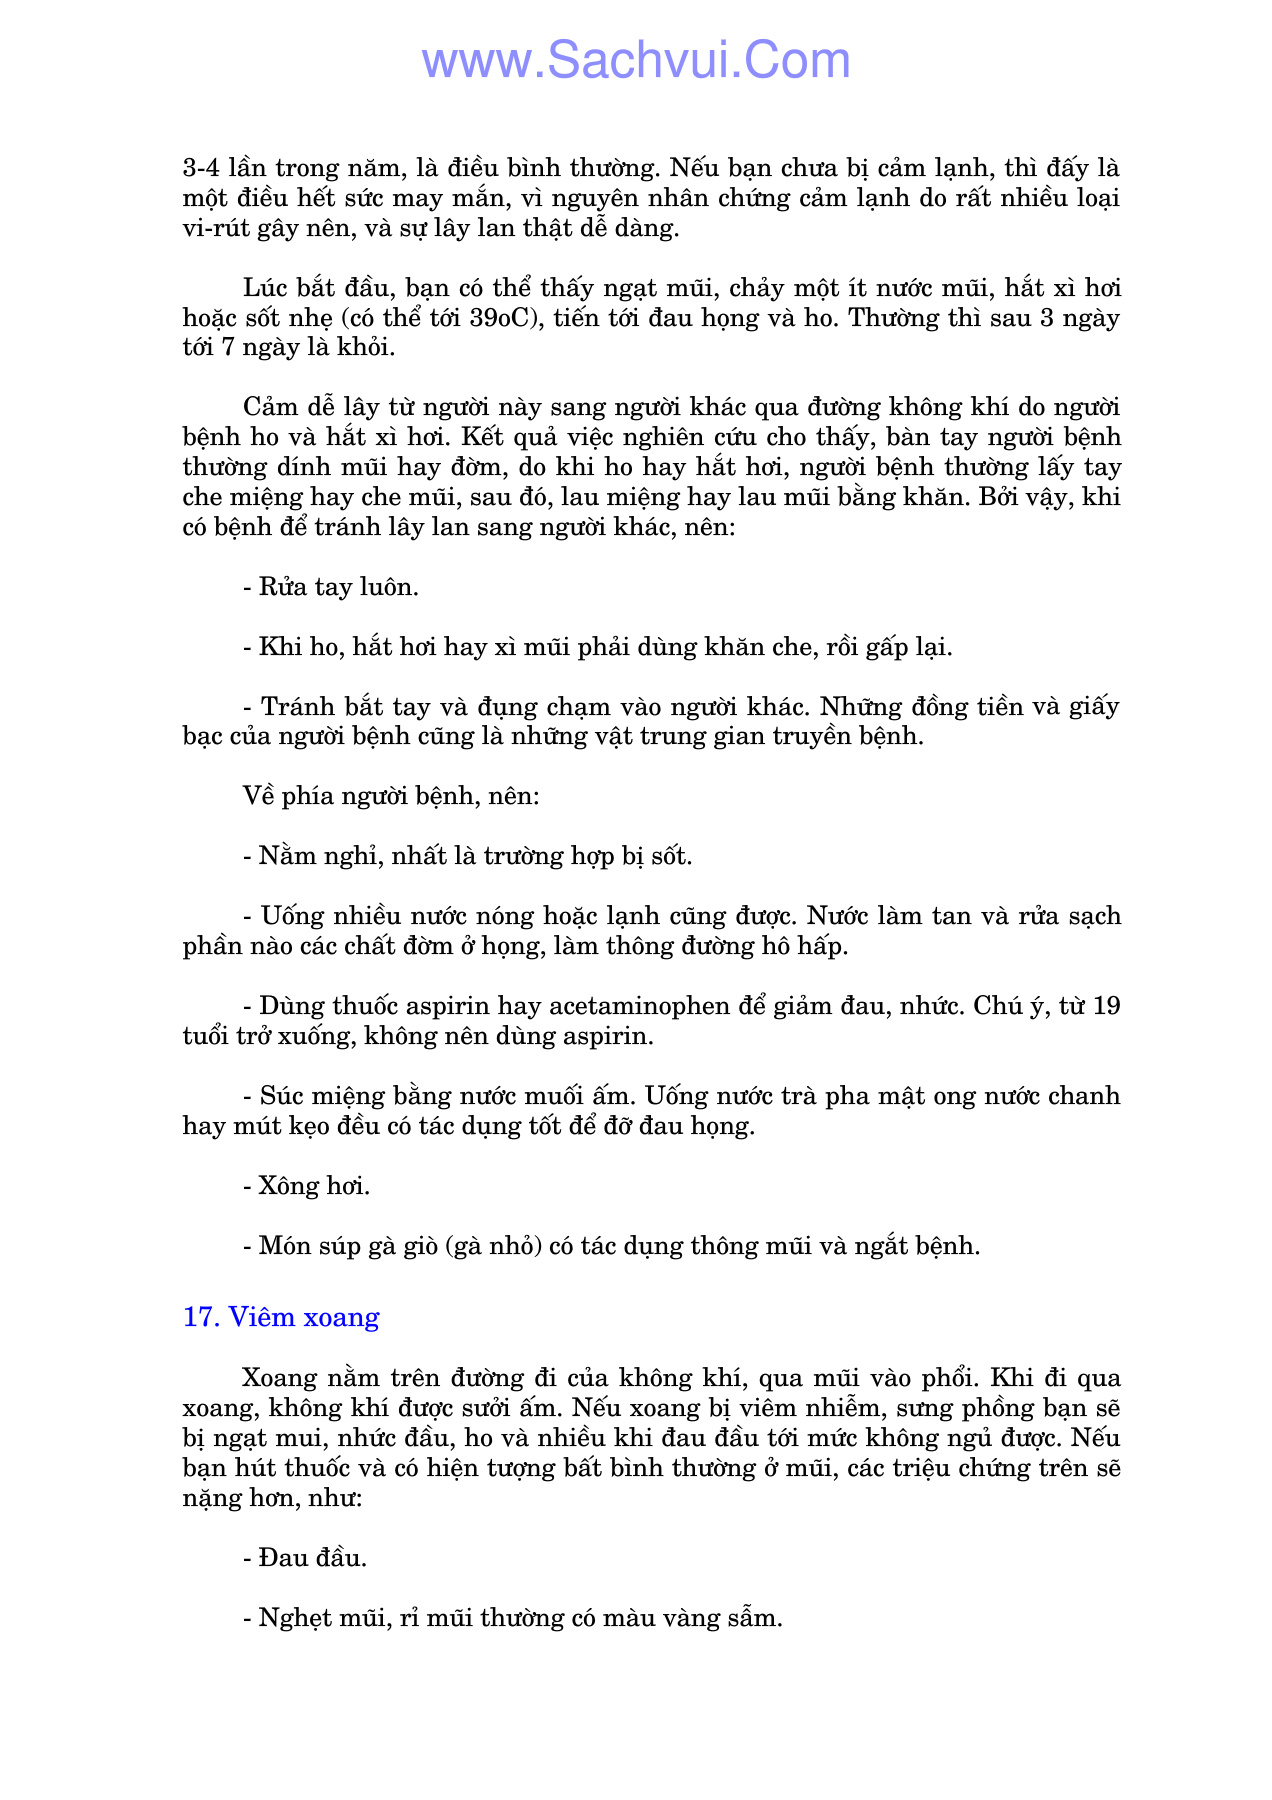 www.Sachvui.Com
3-4 lần trong năm, là điều bình thường. Nếu bạn chưa bị cảm lạnh, thì đấy là
một điều hết sức may mắn, vì nguyên nhân chứng cảm lạnh do rất nhiều loại
vi-rút gây nên, và sự lây lan thật dễ dàng.
Lúc bắt đầu, bạn có thể thấy ngạt mũi, chảy một ít nước mũi, hắt xì hơi
hoặc sốt nhẹ (có thể tới 39oC), tiến tới đau họng và ho. Thường thì sau 3 ngày
tới 7 ngày là khỏi.
Cảm dễ lây từ người này sang người khác qua đường không khí do người
bệnh ho và hắt xì hơi. Kết quả việc nghiên cứu cho thấy, bàn tay người bệnh
thường dính mũi hay đờm, do khi ho hay hắt hơi, người bệnh thường lấy tay
che miệng hay che mũi, sau đó, lau miệng hay lau mũi bằng khăn. Bởi vậy, khi
có bệnh để tránh lây lan sang người khác, nên:
- Rửa tay luôn.
- Khi ho, hắt hơi hay xì mũi phải dùng khăn che, rồi gấp lại.
- Tránh bắt tay và đụng chạm vào người khác. Những đồng tiền và giấy
bạc của người bệnh cũng là những vật trung gian truyền bệnh.
Về phía người bệnh, nên:
- Nằm nghỉ, nhất là trường hợp bị sốt.
- Uống nhiều nước nóng hoặc lạnh cũng được. Nước làm tan và rửa sạch
phần nào các chất đờm ở họng, làm thông đường hô hấp.
- Dùng thuốc aspirin hay acetaminophen để giảm đau, nhức. Chú ý, từ 19
tuổi trở xuống, không nên dùng aspirin.
- Súc miệng bằng nước muối ấm. Uống nước trà pha mật ong nước chanh
hay mút kẹo đều có tác dụng tốt để đỡ đau họng.
- Xông hơi.
- Món súp gà giò (gà nhỏ) có tác dụng thông mũi và ngắt bệnh.
17. Viêm xoang
Xoang nằm trên đường đi của không khí, qua mũi vào phổi. Khi đi qua
xoang, không khí được sưởi ấm. Nếu xoang bị viêm nhiễm, sưng phồng bạn sẽ
bị ngạt mui, nhức đầu, ho và nhiều khi đau đầu tới mức không ngủ được. Nếu
bạn hút thuốc và có hiện tượng bất bình thường ở mũi, các triệu chứng trên sẽ
nặng hơn, như:
- Đau đầu.
- Nghẹt mũi, rỉ mũi thường có màu vàng sẫm.